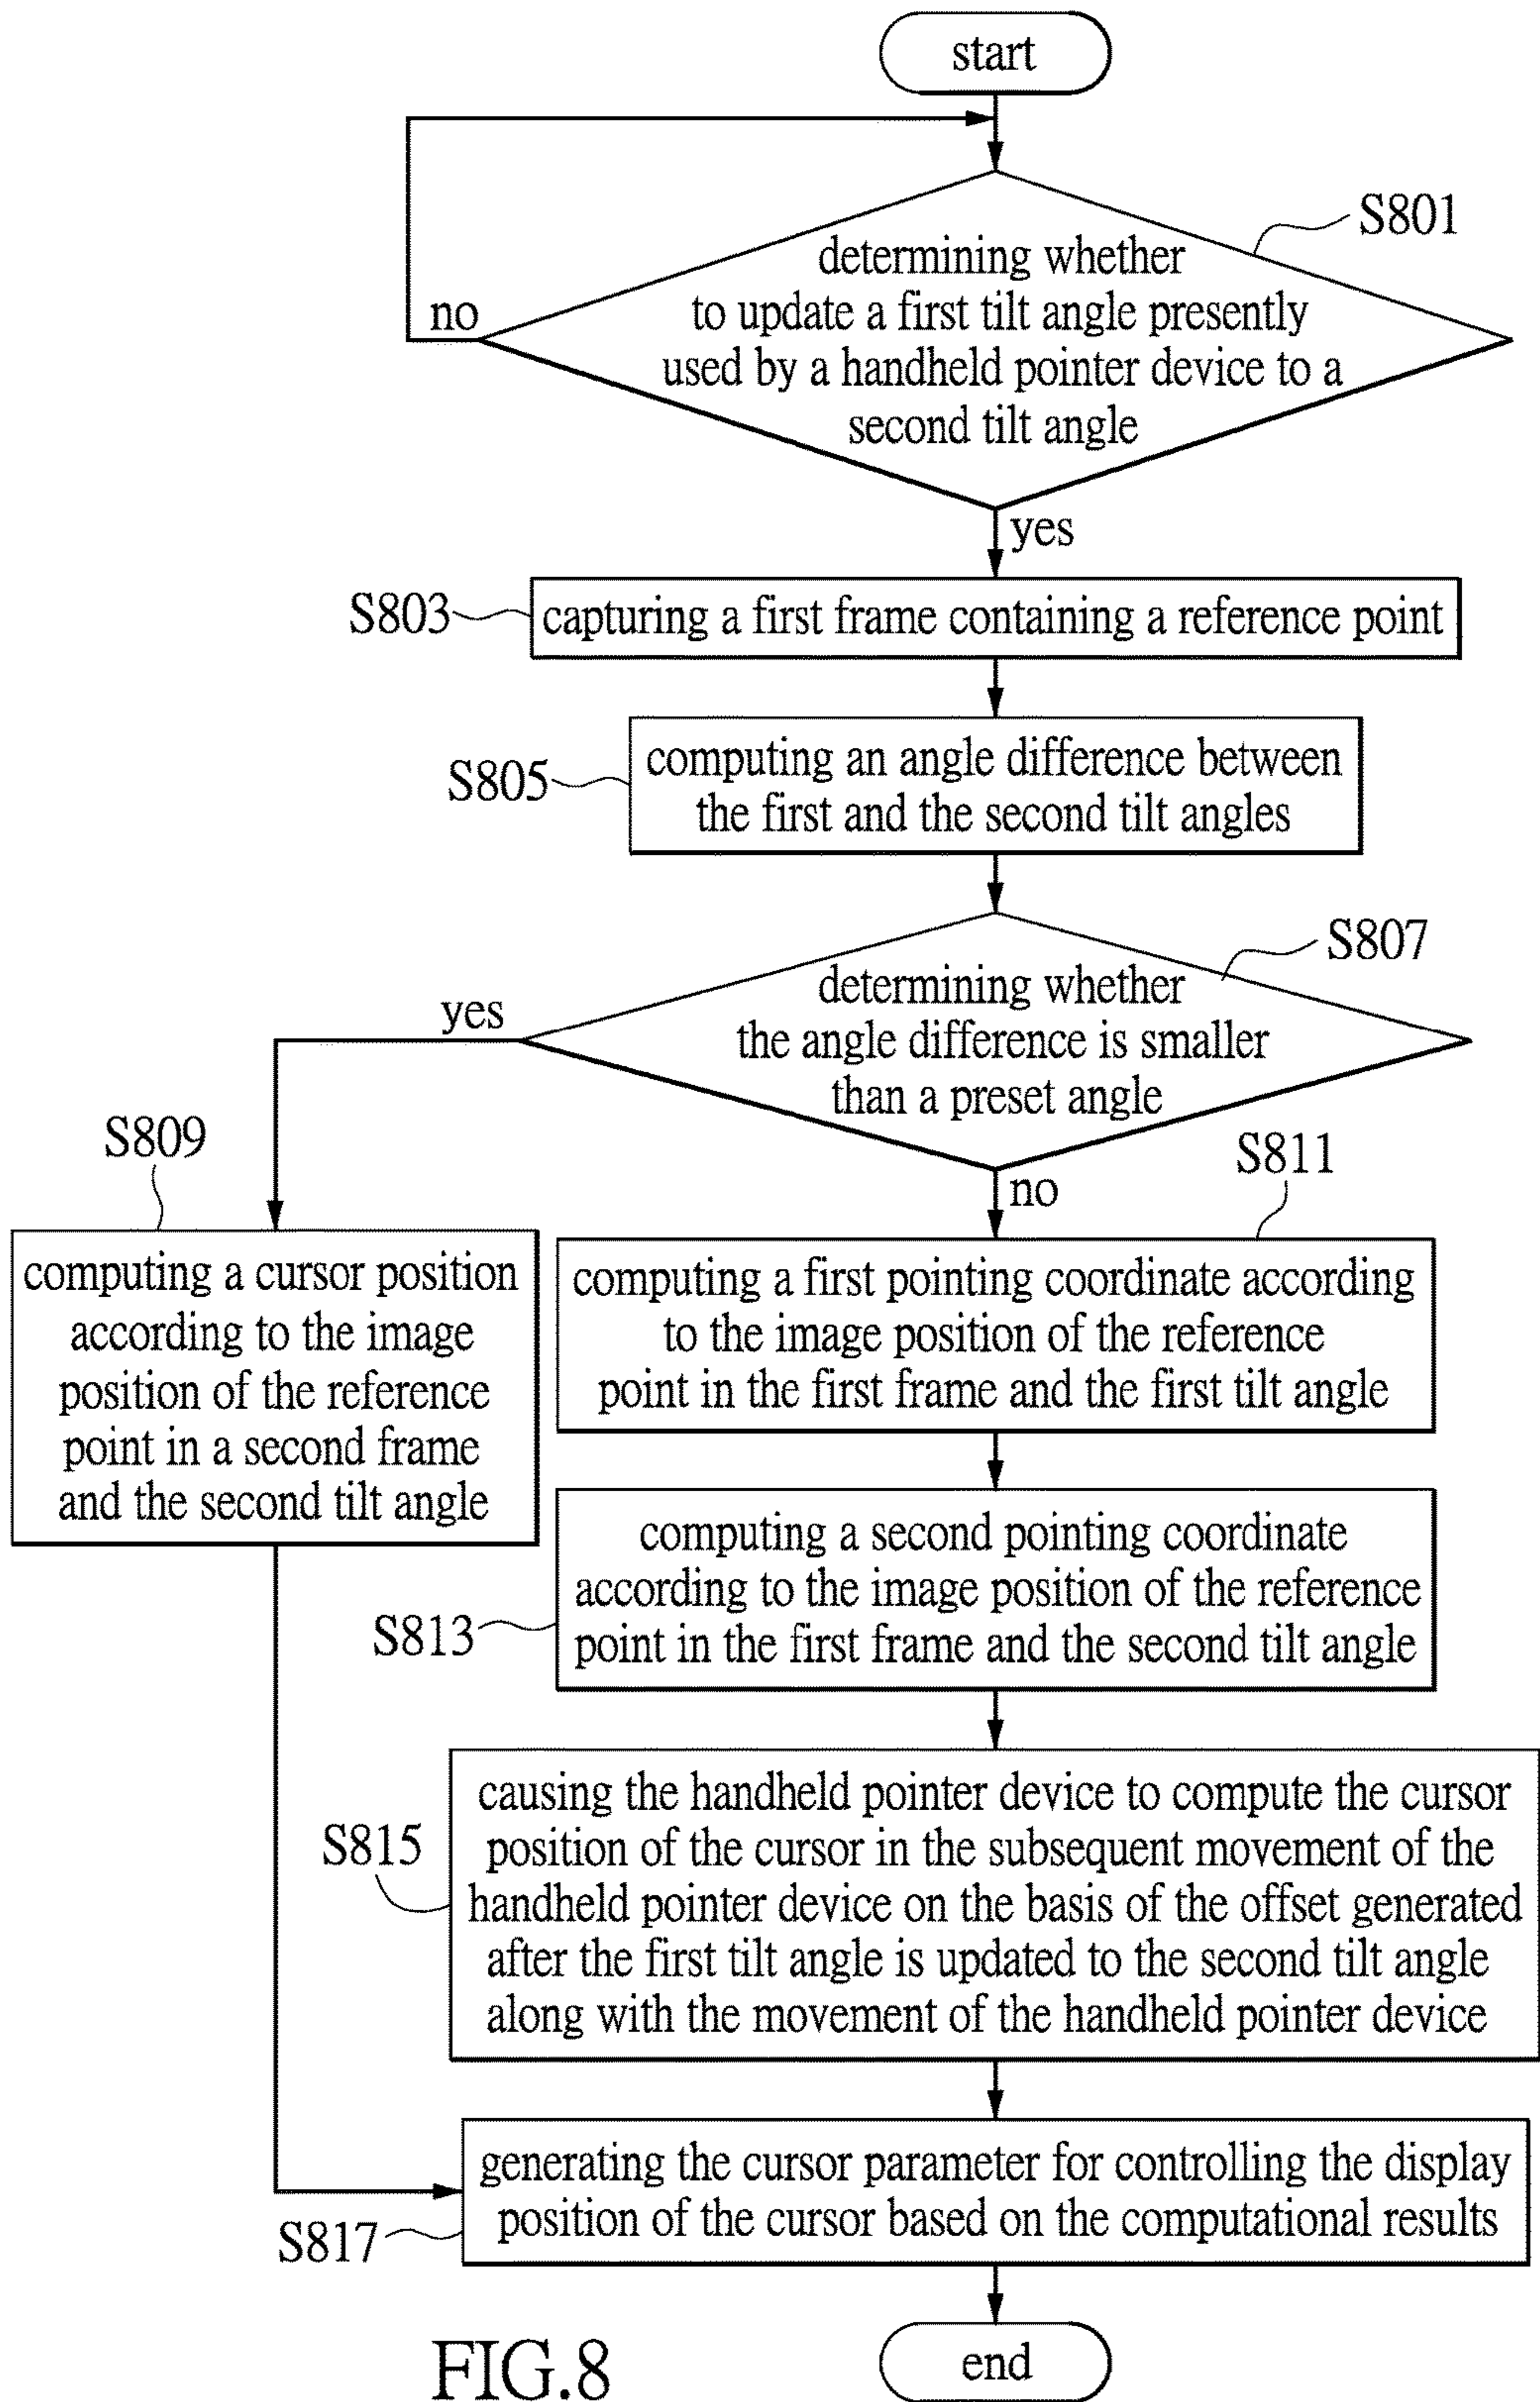 start
S801
determining whether
to update a first tilt angle presently
used by a handheld pointer device to a
second tilt angle
no
yes
S803
capturing a first frame containing a reference point
S805
computing an angle difference between
the first and the second tilt angles
S807
determining whether
the angle difference is smaller
than a preset angle
yes
no
S809
computing a cursor position
according to the image
position of the reference
point in a second frame
and the second tilt angle
S811
computing a first pointing coordinate according
to the image position of the reference
point in the first frame and the first tilt angle
S813
computing a second pointing coordinate
according to the image position of the reference
point in the first frame and the second tilt angle
S815
causing the handheld pointer device to compute the cursor
position of the cursor in the subsequent movement of the
handheld pointer device on the basis of the offset generated
after the first tilt angle is updated to the second tilt angle
along with the movement of the handheld pointer device
S817
generating the cursor parameter for controlling the display
position of the cursor based on the computational results
end
FIG.8